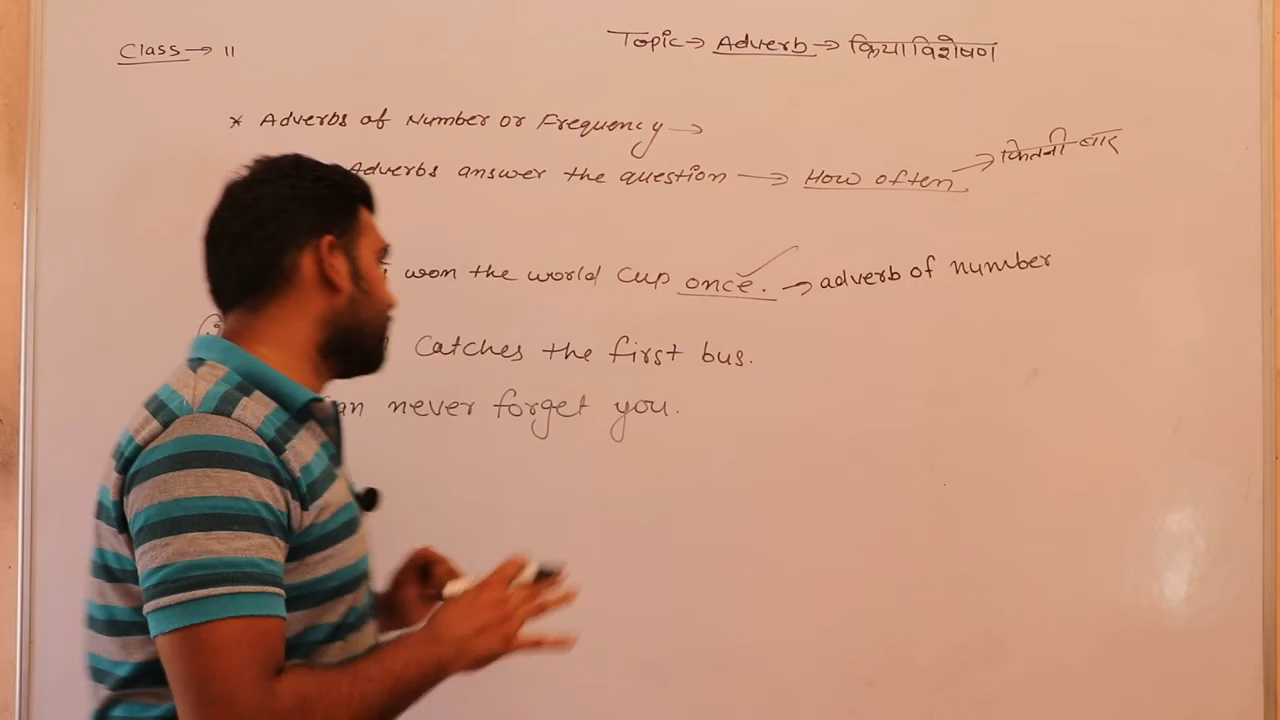 Class → 11
Topic → Adverb → क्रिया विशेषण
* Adverbs of Number or Frequency →
Adverbs answer the question → How often → कितनी बार
won the world cup once. → adverb of number
catches the first bus.
never forget you.